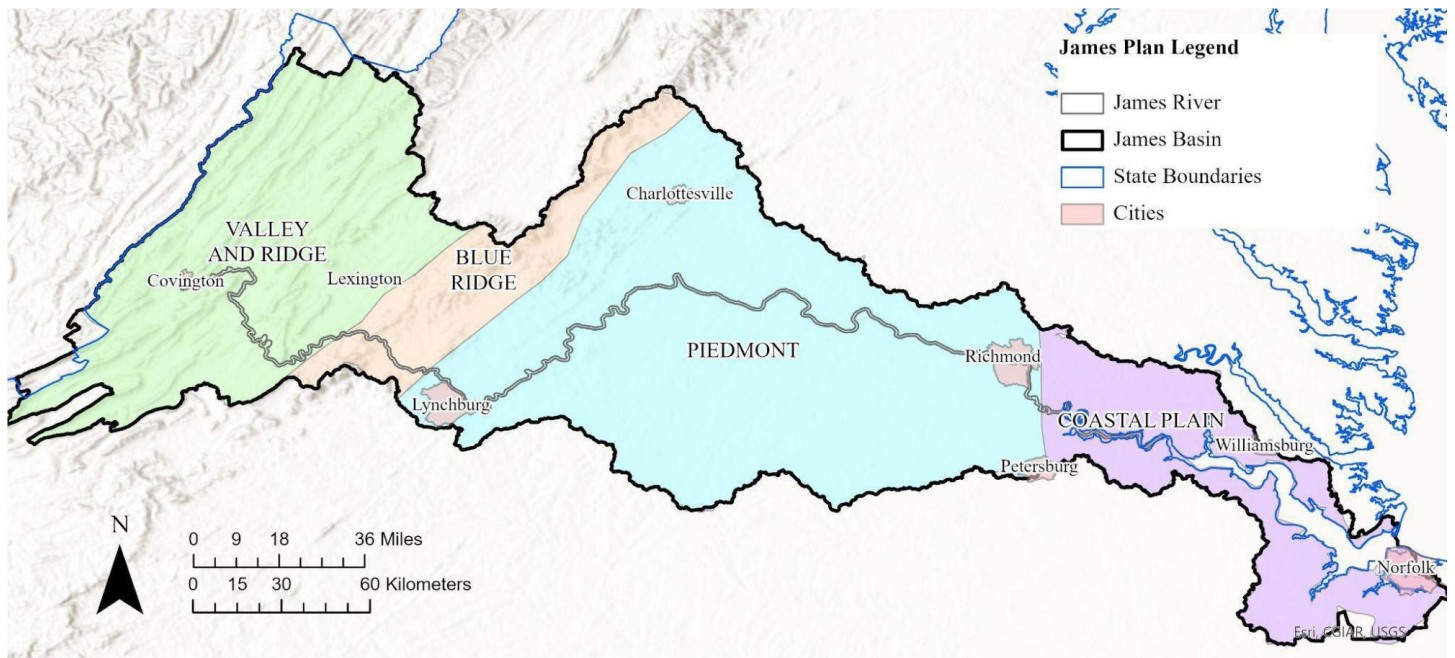 James Plan Legend
James River
James Basin
State Boundaries
Cities
Charlottesville
VALLEY
AND RIDGE
BLUE
RIDGE
Covington
Lexington
PIEDMONT
Richmond
Lynchburg
COASTAL PLAIN
Williamsburg
Petersburg
N
0 9 18 36 Miles
0 15 30 60 Kilometers
Norfolk
Esri, CGIAR, USGS